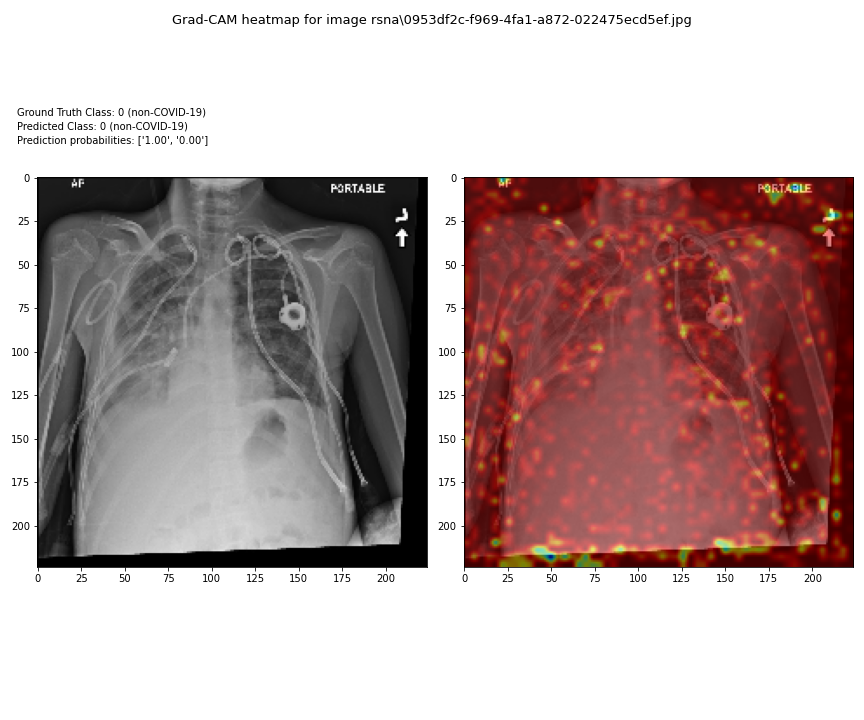 Grad-CAM heatmap for image rsna\0953df2c-f969-4fa1-a872-022475ecd5ef.jpg
Ground Truth Class: 0 (non-COVID-19)
Predicted Class: 0 (non-COVID-19)
Prediction probabilities: ['1.00', '0.00']
PORTABLE
PORTABLE
0
25
50
75
100
125
150
175
200
0 25 50 75 100 125 150 175 200
0
25
50
75
100
125
150
175
200
0 25 50 75 100 125 150 175 200